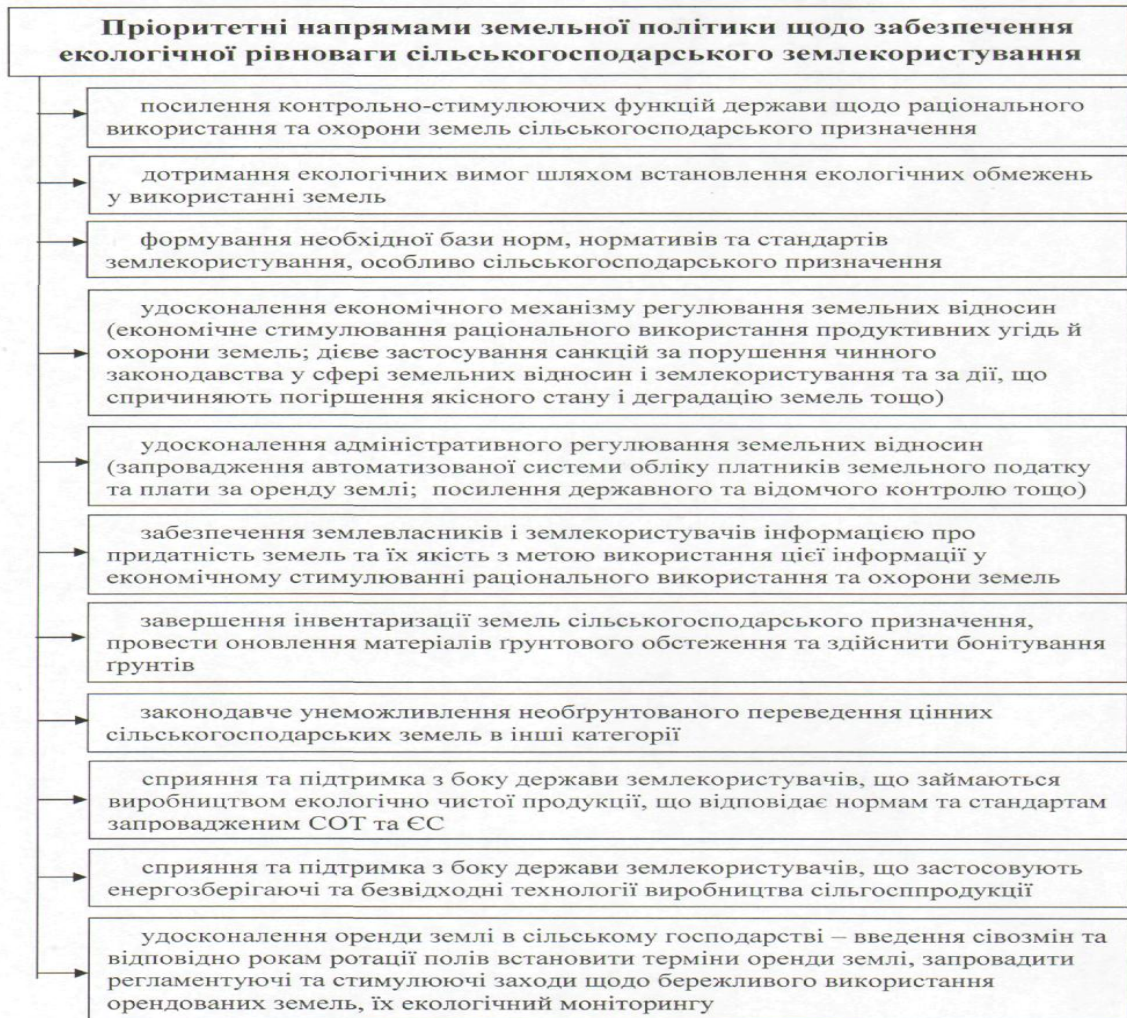 Пріоритетні напрямами земельної політики щодо забезпечення
екологічної рівноваги сільськогосподарського землекористування
посилення контрольно-стимулюючих функцій держави щодо раціонального
використання та охорони земель сільськогосподарського призначення
дотримання екологічних вимог шляхом встановлення екологічних обмежень
у використанні земель
формування необхідної бази норм, нормативів та стандартів
землекористування, особливо сільськогосподарського призначення
удосконалення економічного механізму регулювання земельних відносин
(економічне стимулювання раціонального використання продуктивних угідь й
охорони земель; дієве застосування санкцій за порушення чинного
законодавства у сфері земельних відносин і землекористування та за дії, що
спричиняють погіршення якісного стану і деградацію земель тощо)
удосконалення адміністративного регулювання земельних відносин
(запровадження автоматизованої системи обліку платників земельного податку
та плати за оренду землі; посилення державного та відомчого контролю тощо)
забезпечення землевласників і землекористувачів інформацією про
придатність земель та їх якість з метою використання цієї інформації у
економічному стимулюванні раціонального використання та охорони земель
завершення інвентаризації земель сільськогосподарського призначення,
провести оновлення матеріалів ґрунтового обстеження та здійснити бонітування
ґрунтів
законодавче унеможливлення необґрунтованого переведення цінних
сільськогосподарських земель в інші категорії
сприяння та підтримка з боку держави землекористувачів, що займаються
виробництвом екологічно чистої продукції, що відповідає нормам та стандартам
запровадженим СОТ та ЄС
сприяння та підтримка з боку держави землекористувачів, що застосовують
енергозберігаючі та безвідходні технології виробництва сільгосппродукції
удосконалення оренди землі в сільському господарстві – введення сівозмін та
відповідно рокам ротації полів встановити терміни оренди землі, запровадити
регламентуючі та стимулюючі заходи щодо бережливого використання
орендованих земель, їх екологічний моніторингу